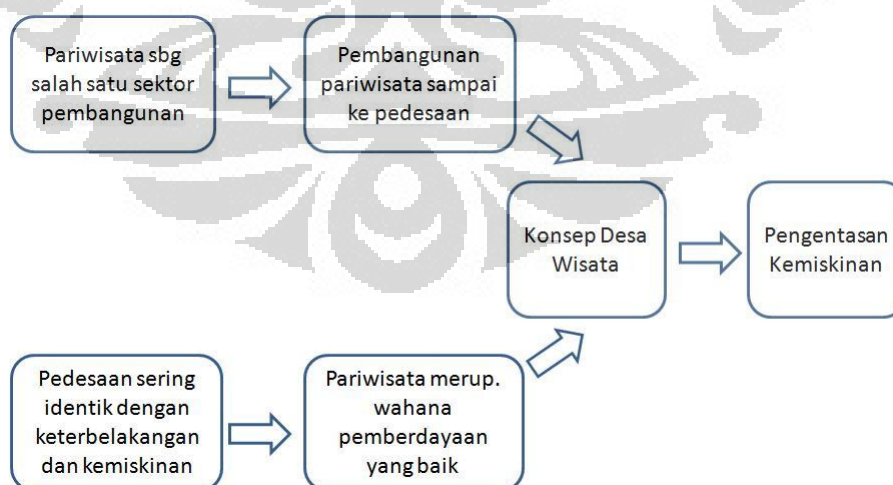 Pariwisata sbg
salah satu sektor
pembangunan
Pembangunan
pariwisata sampai
ke pedesaan
Konsep Desa
Wisata
Pengentasan
Kemiskinan
Pedesaan sering
identik dengan
keterbelakangan
dan kemiskinan
Pariwisata merup.
wahana
pemberdayaan
yang baik